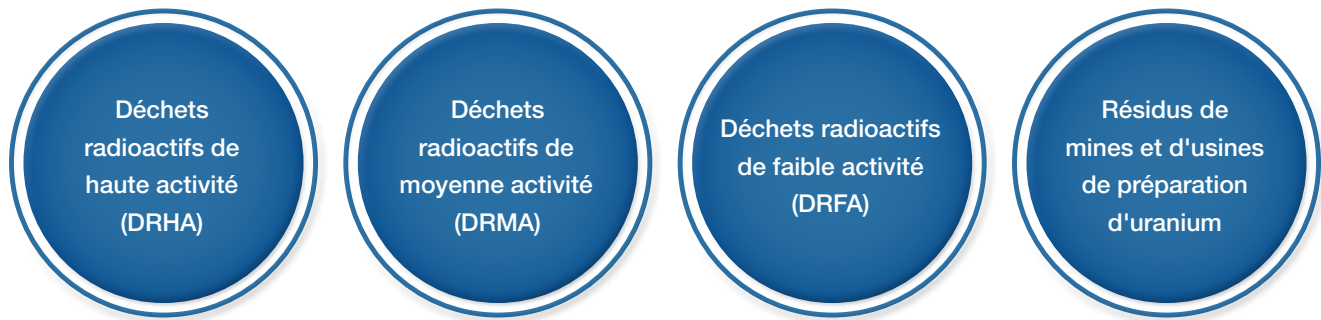 Déchets
radioactifs de
haute activité
(DRHA)
Déchets
radioactifs de
moyenne activité
(DRMA)
Déchets radioactifs
de faible activité
(DRFA)
Résidus de
mines et d'usines
de préparation
d'uranium